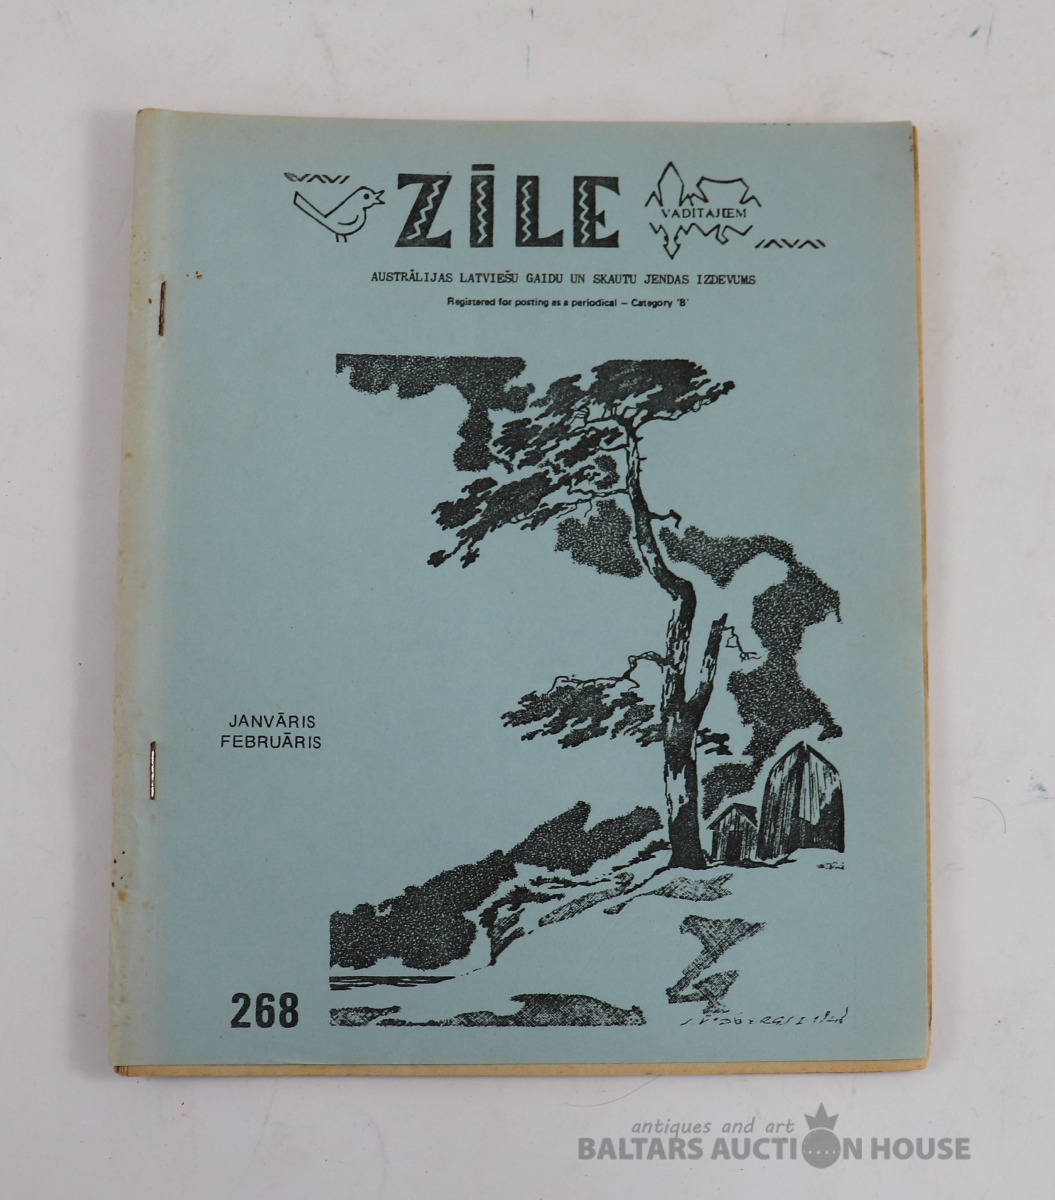 ZĪLE
VADĪTAJIEM
AUSTRĀLIJAS LATVIEŠU GAIDU UN SKAUTU JENDAS IZDEVUMS
Registered for posting as a periodical — Category 'B'
JANVĀRIS
FEBRUĀRIS
268
antiques and art
BALTARS AUCTION HOUSE